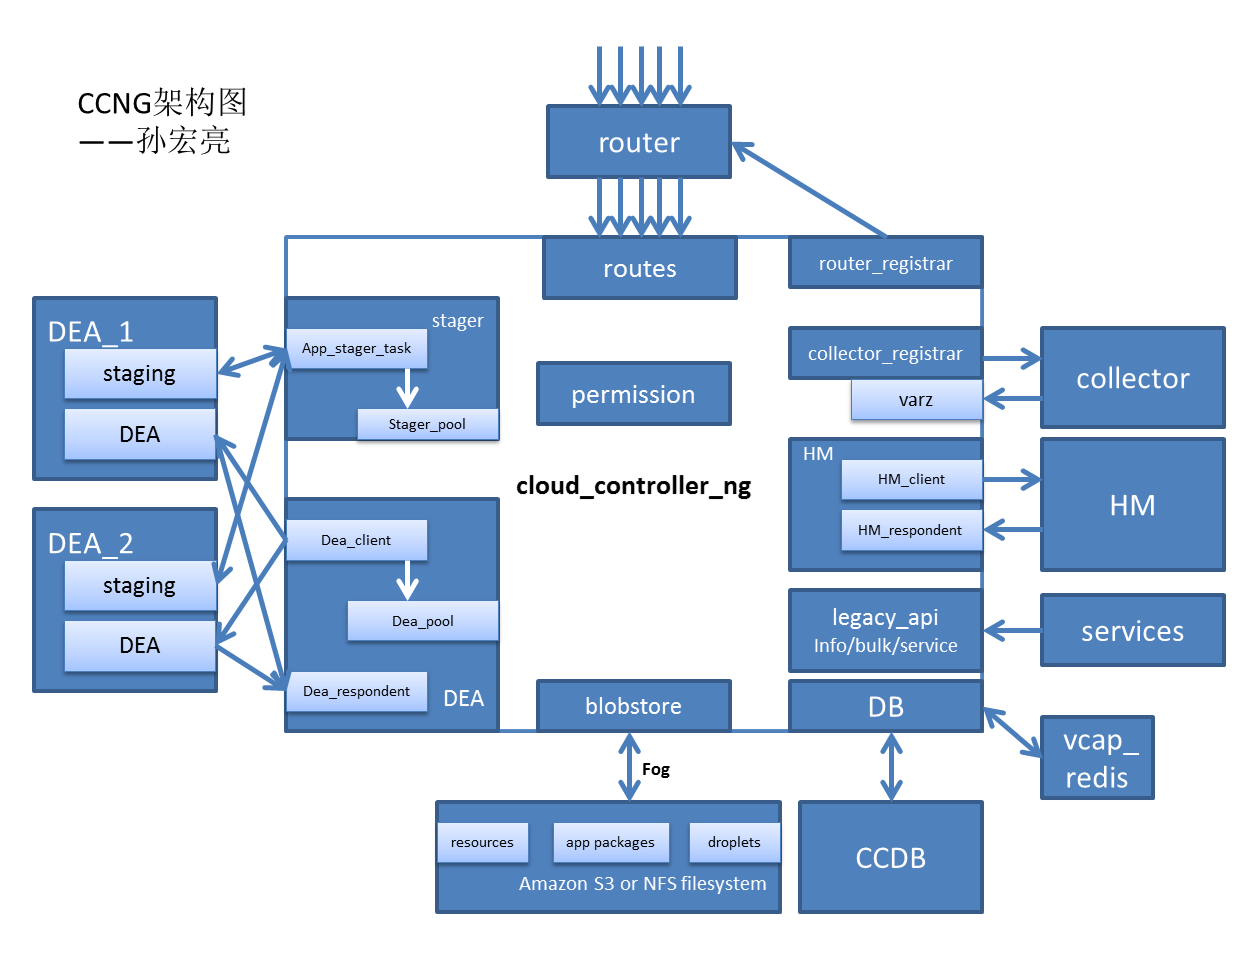 CCNG架构图
——孙宏亮
router
routes
router_registrar
DEA_1
staging
DEA
stager
App_stager_task
Stager_pool
permission
collector_registrar
varz
collector
cloud_controller_ng
HM
HM_client
HM_respondent
HM
DEA_2
staging
DEA
Dea_client
Dea_pool
Dea_respondent
DEA
legacy_api
Info/bulk/service
services
blobstore
DB
vcap_
redis
Fog
resources
app packages
droplets
Amazon S3 or NFS filesystem
CCDB